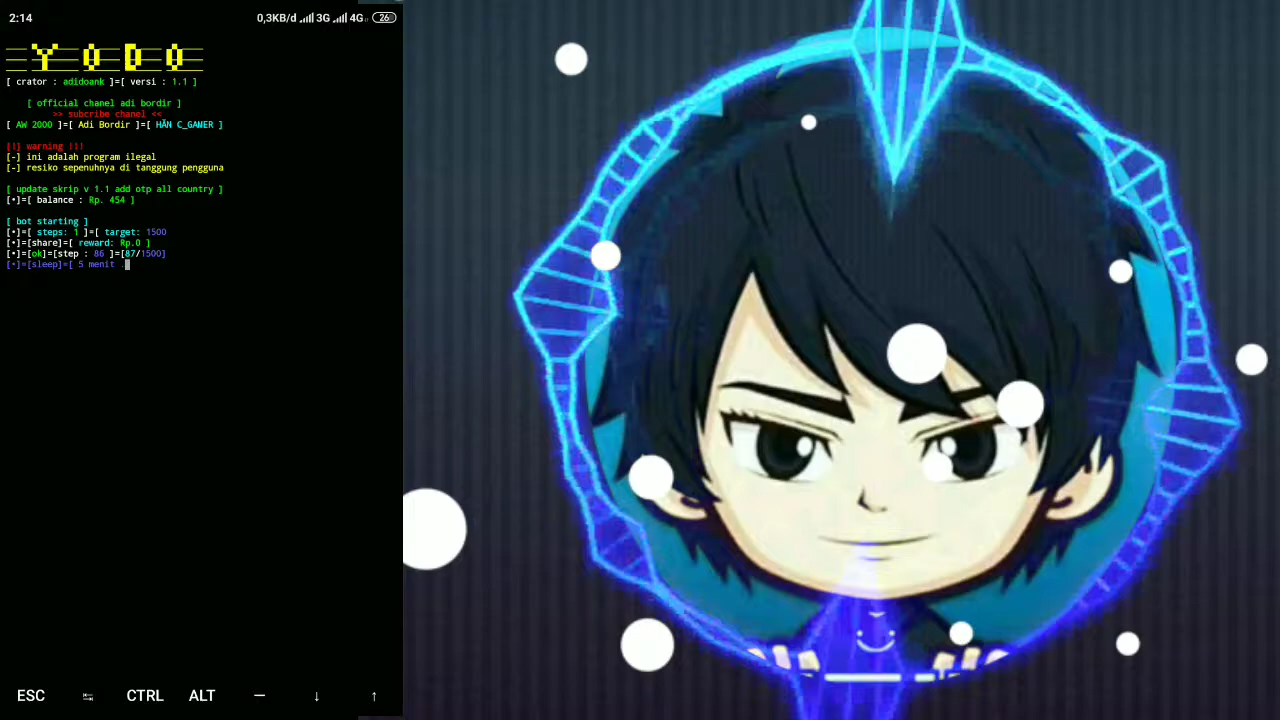 2:14 0,3KB/d 3G 4G 26
YODO
[ crator : adidoank ]=[ versi : 1.1 ]
[ official chanel adi bordir ]
>> subcribe chanel <<
[ AW 2000 ]=[ Adi Bordir ]=[ HÃN C_GAMER ]
[!] warning !!!
[-] ini adalah program ilegal
[-] resiko sepenuhnya di tanggung pengguna
[ update skrip v 1.1 add otp all country ]
[•]=[ balance : Rp. 454 ]
[ bot starting ]
[•]=[ steps: 1 ]=[ target: 1500
[•]=[share]=[ reward: Rp.0 ]
[•]=[ok]=[step : 86 ]=[87/1500]
[•]=[sleep]=[ 5 menit .
ESC CTRL ALT — ↓ ↑